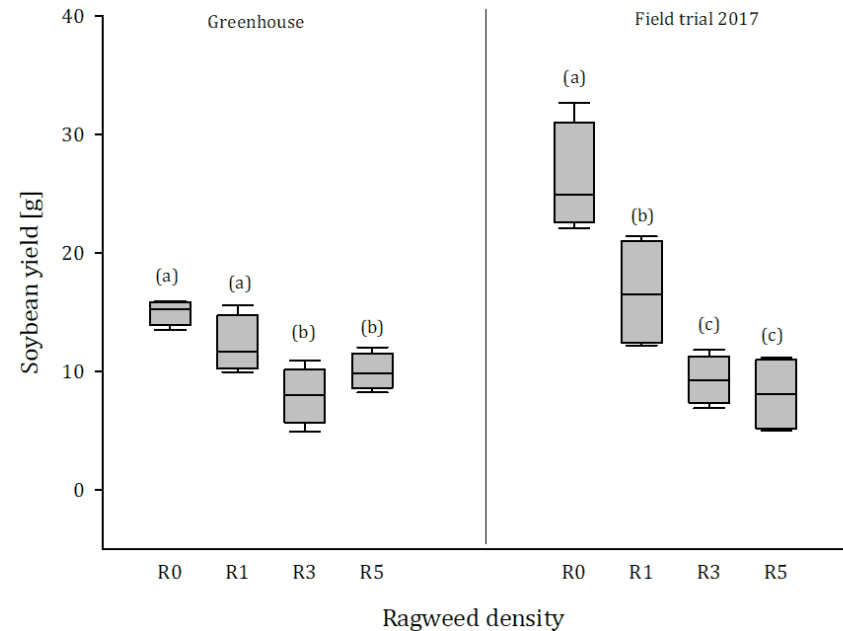 Greenhouse
Field trial 2017
Soybean yield [g]
40
30
20
10
0
(a)
(a)
(b)
(b)
(a)
(b)
(c)
(c)
R0 R1 R3 R5 R0 R1 R3 R5
Ragweed density